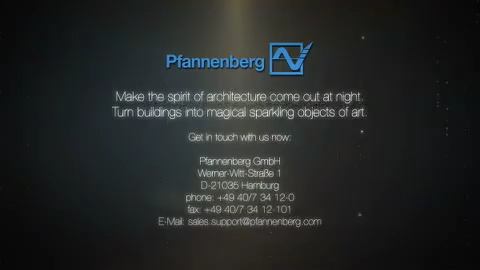 Pfannenberg
Make the spirit of architecture come out at night.
Turn buildings into magical sparkling objects of art.
Get in touch with us now:
Pfannenberg GmbH
Werner-Witt-Straße 1
D-21035 Hamburg
phone: +49 40/7 34 12-0
fax: +49 40/7 34 12-101
E-Mail: sales.support@pfannenberg.com